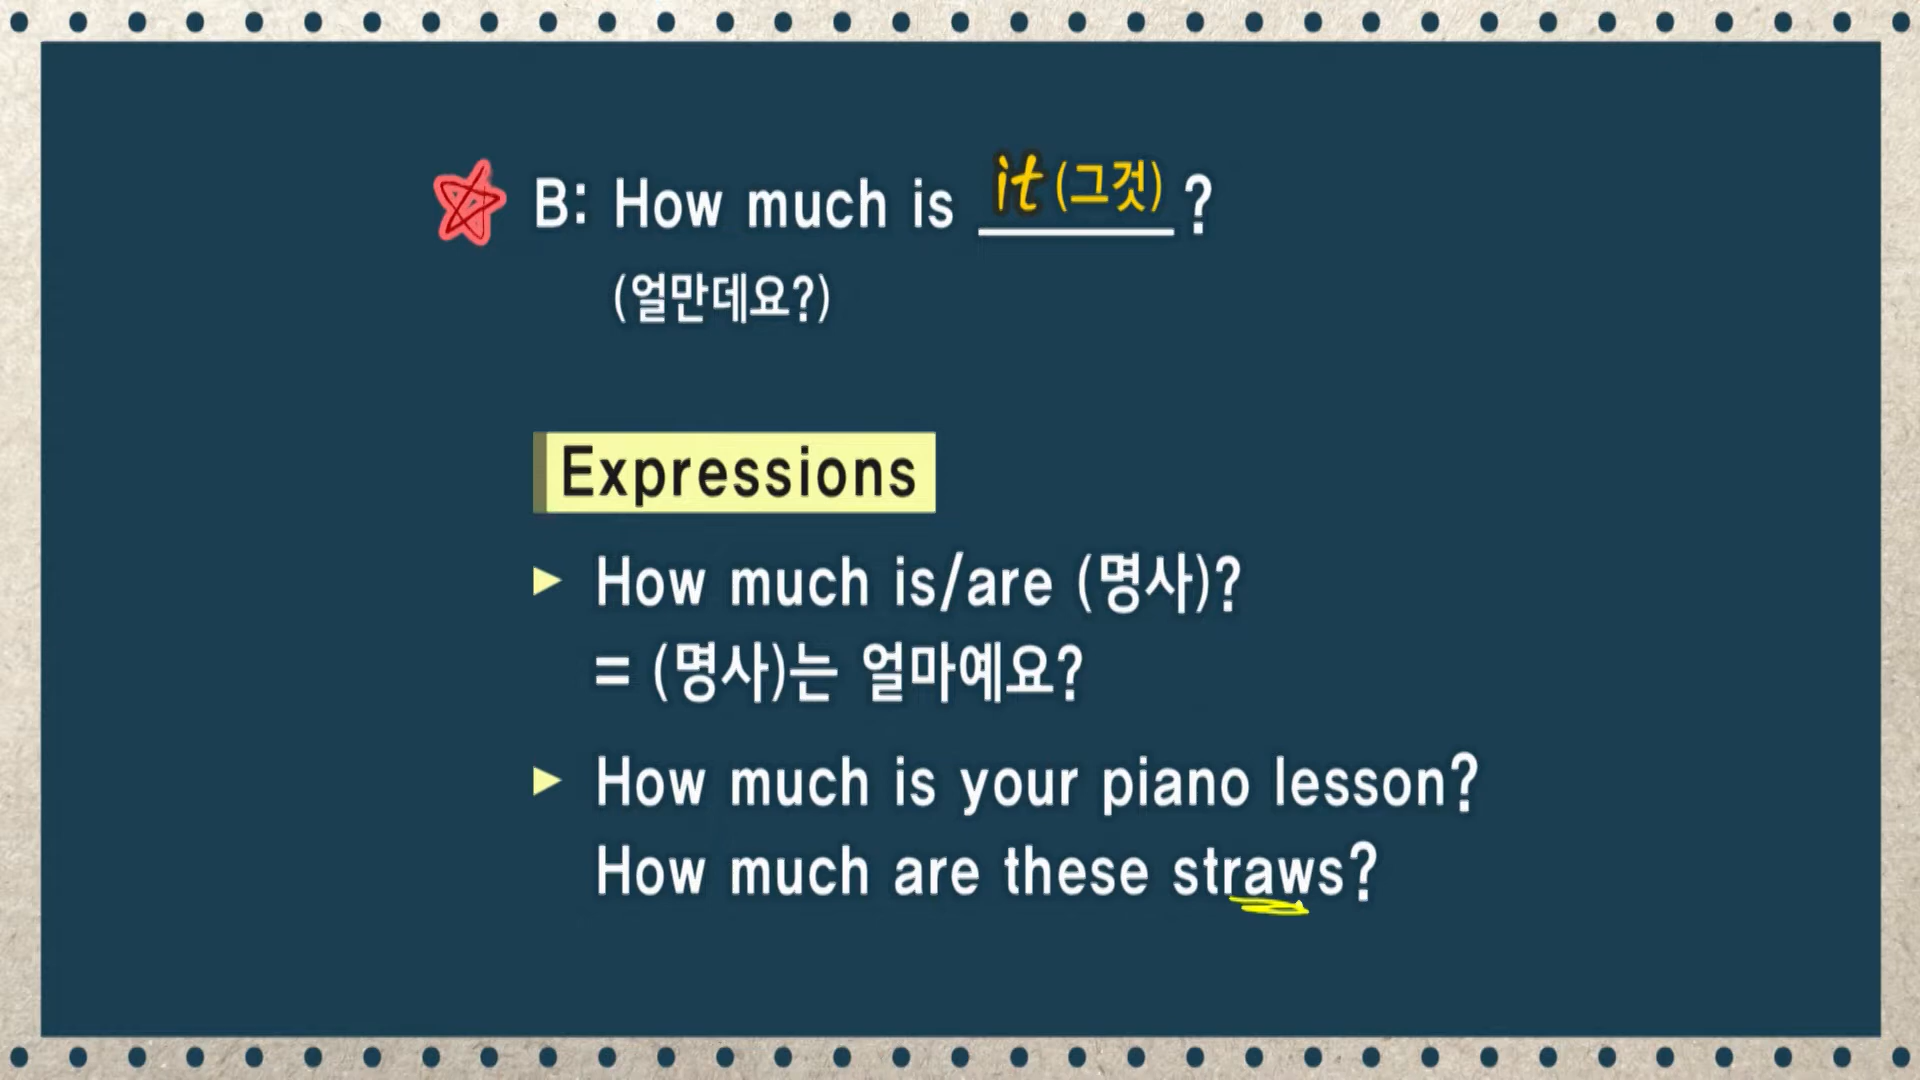 B: How much is it (그것) ?
(얼만데요?)
Expressions
▶ How much is/are (명사)?
= (명사)는 얼마예요?
▶ How much is your piano lesson?
How much are these straws?